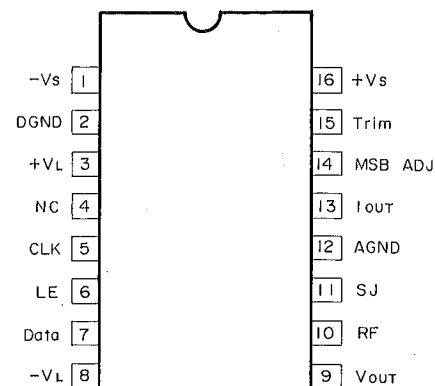 -Vs 1 16 +Vs
DGND 2 15 Trim
+VL 3 14 MSB ADJ
NC 4 13 IOUT
CLK 5 12 AGND
LE 6 11 SJ
Data 7 10 RF
-VL 8 9 VOUT